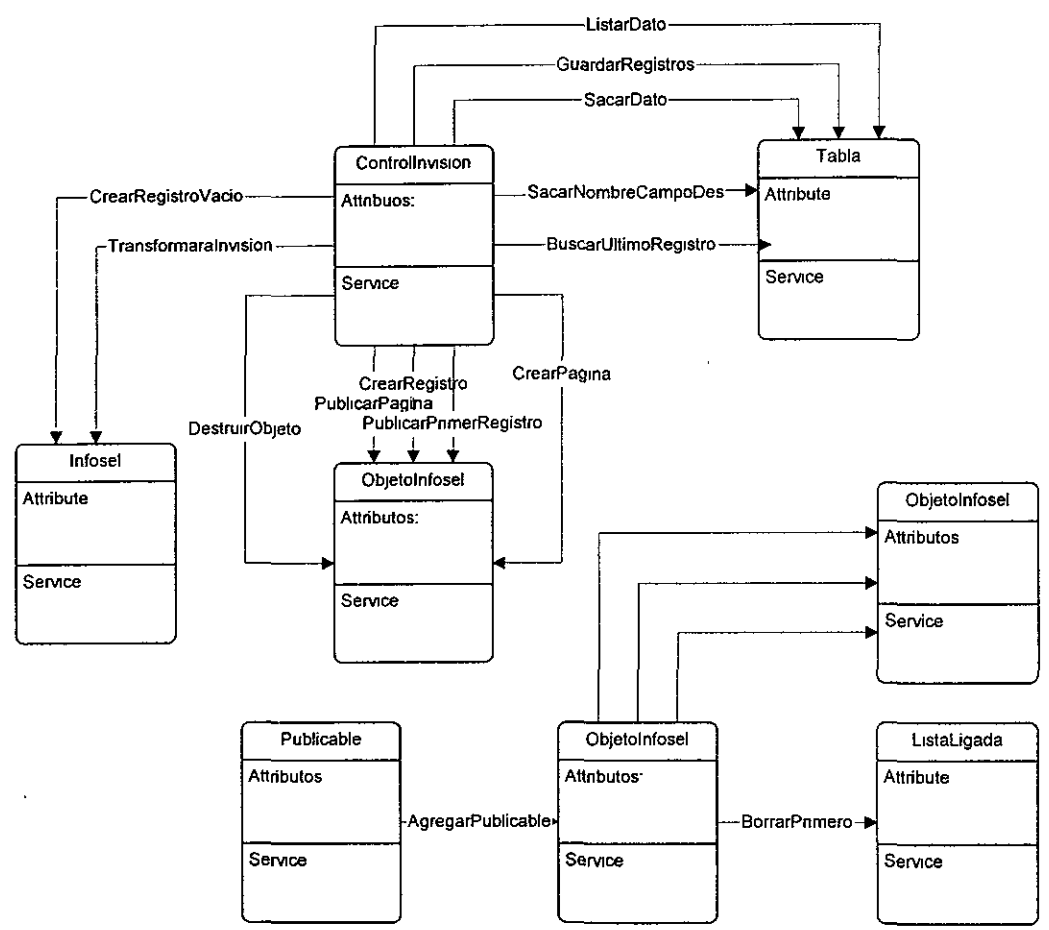 ListarDato
GuardarRegistros
SacarDato
ControlInvision
Attribuos:
Service
Tabla
Attribute
Service
CrearRegistroVacio
TransformaraInvision
SacarNombreCampoDes
BuscarUltimoRegistro
CrearRegistro
PublicarPagina
PublicarPrimerRegistro
CrearPagina
DestruirObjeto
Infosel
Attribute
Service
ObjetoInfosel
Attributos:
Service
ObjetoInfosel
Attributos
Service
Publicable
Attributos
Service
AgregarPublicable
ObjetoInfosel
Attributos:
Service
BorrarPrimero
ListaLigada
Attribute
Service